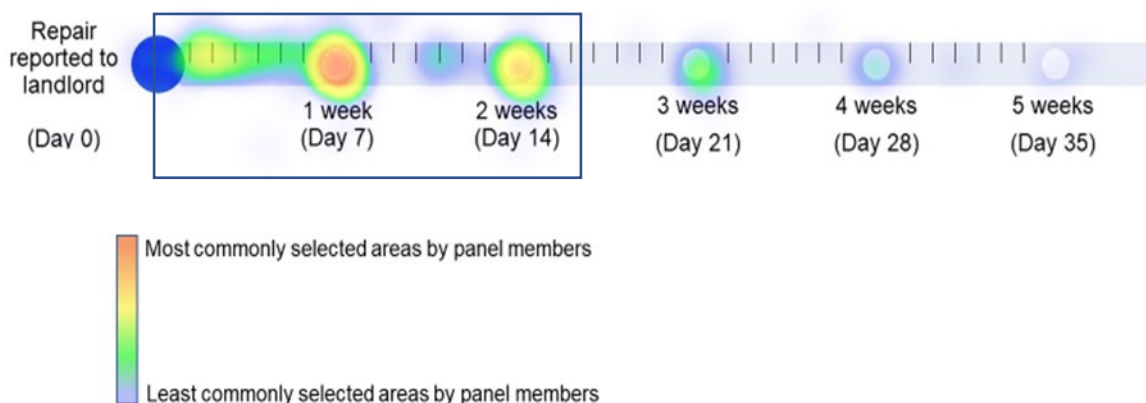 Repair
reported to
landlord
(Day 0)
1 week
(Day 7)
2 weeks
(Day 14)
3 weeks
(Day 21)
4 weeks
(Day 28)
5 weeks
(Day 35)
Most commonly selected areas by panel members
Least commonly selected areas by panel members